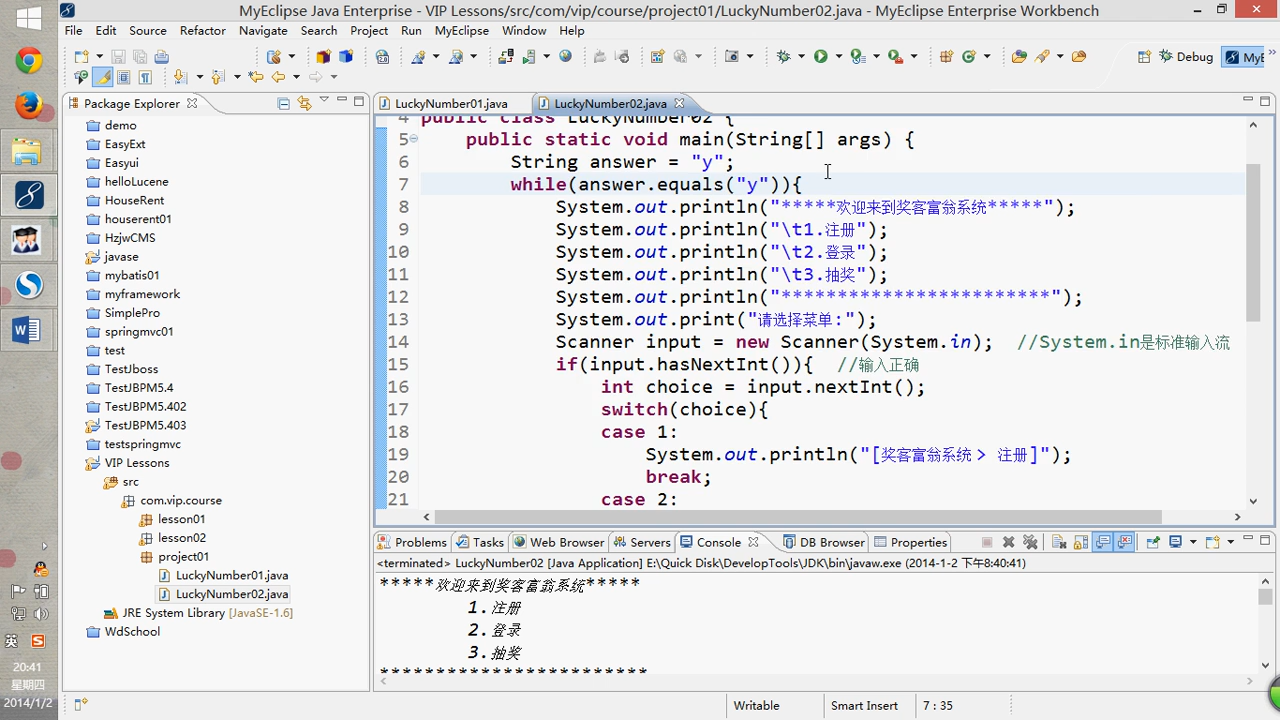 MyEclipse Java Enterprise - VIP Lessons/src/com/vip/course/project01/LuckyNumber02.java - MyEclipse Enterprise Workbench
File Edit Source Refactor Navigate Search Project Run MyEclipse Window Help
Debug MyE
Package Explorer
demo
EasyExt
Easyui
helloLucene
HouseRent
houserent01
HzjwCMS
javase
mybatis01
myframework
SimplePro
springmvc01
test
TestJboss
TestJBPM5.4
TestJBPM5.402
TestJBPM5.403
testspringmvc
VIP Lessons
src
com.vip.course
lesson01
lesson02
project01
LuckyNumber01.java
LuckyNumber02.java
JRE System Library [JavaSE-1.6]
WdSchool
LuckyNumber01.java LuckyNumber02.java
4 public class LuckyNumber02 {
5 public static void main(String[] args) {
6 String answer = "y";
7 while(answer.equals("y")){
8 System.out.println("*****欢迎来到奖客富翁系统*****");
9 System.out.println("\t1.注册");
10 System.out.println("\t2.登录");
11 System.out.println("\t3.抽奖");
12 System.out.println("************************");
13 System.out.print("请选择菜单:");
14 Scanner input = new Scanner(System.in); //System.in是标准输入流
15 if(input.hasNextInt()){ //输入正确
16 int choice = input.nextInt();
17 switch(choice){
18 case 1:
19 System.out.println("[奖客富翁系统 > 注册]");
20 break;
21 case 2:
Problems Tasks Web Browser Servers Console DB Browser Properties
<terminated> LuckyNumber02 [Java Application] E:\Quick Disk\DevelopTools\JDK\bin\javaw.exe (2014-1-2 下午8:40:41)
*****欢迎来到奖客富翁系统*****
1.注册
2.登录
3.抽奖
************************
Writable Smart Insert 7 : 35
英
20:41
星期四
2014/1/2